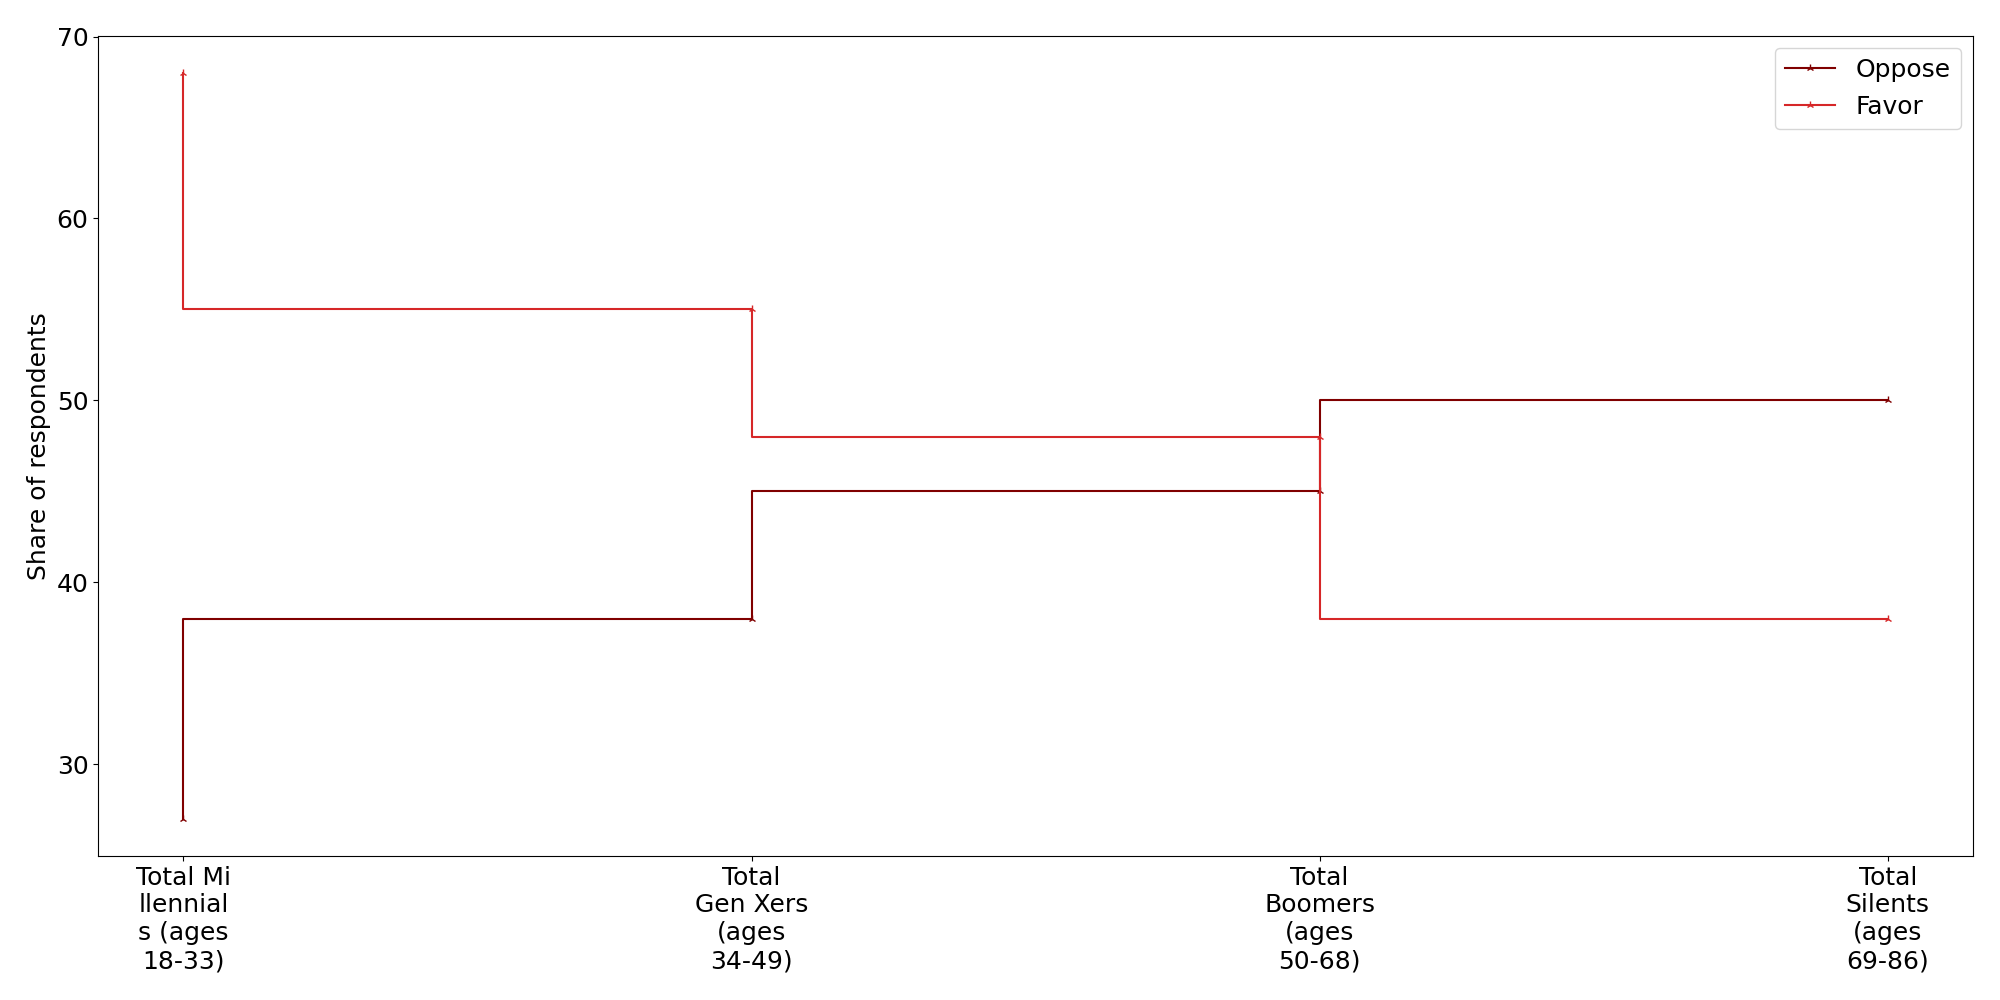 70
60
50
40
30
Share of respondents
Oppose
Favor
Total Mi
llennial
s (ages
18-33)
Total
Gen Xers
(ages
34-49)
Total
Boomers
(ages
50-68)
Total
Silents
(ages
69-86)